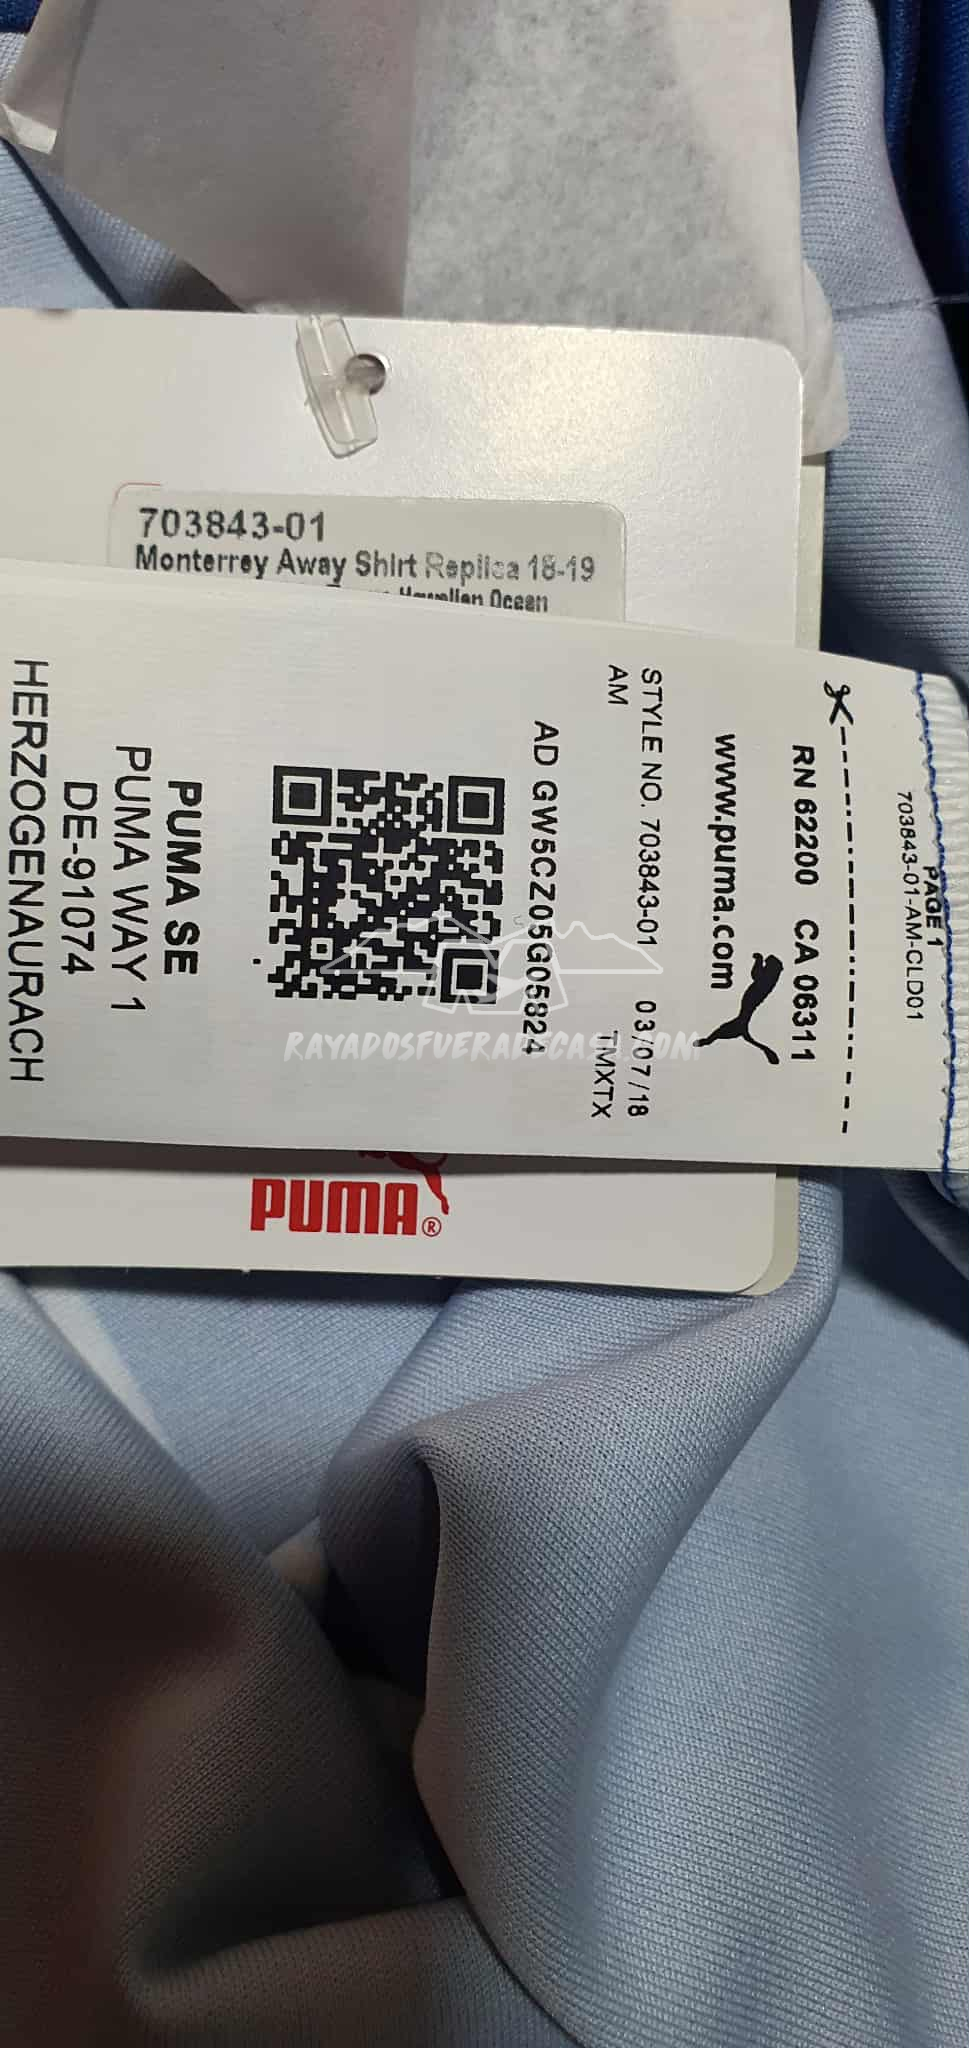 703843-01
Monterrey Away Shirt Replica 18-19
Hawaiian Ocean
PAGE 1
703843-01-AM-CLD01
RN 62200 CA 06311
www.puma.com
STYLE NO. 703843-01 03/07/18
AM TMXTX
AD GW5CZ05G05824
PUMA SE
PUMA WAY 1
DE-91074
HERZOGENAURACH
RAYADOSFUERADECASA.COM
PUMA®